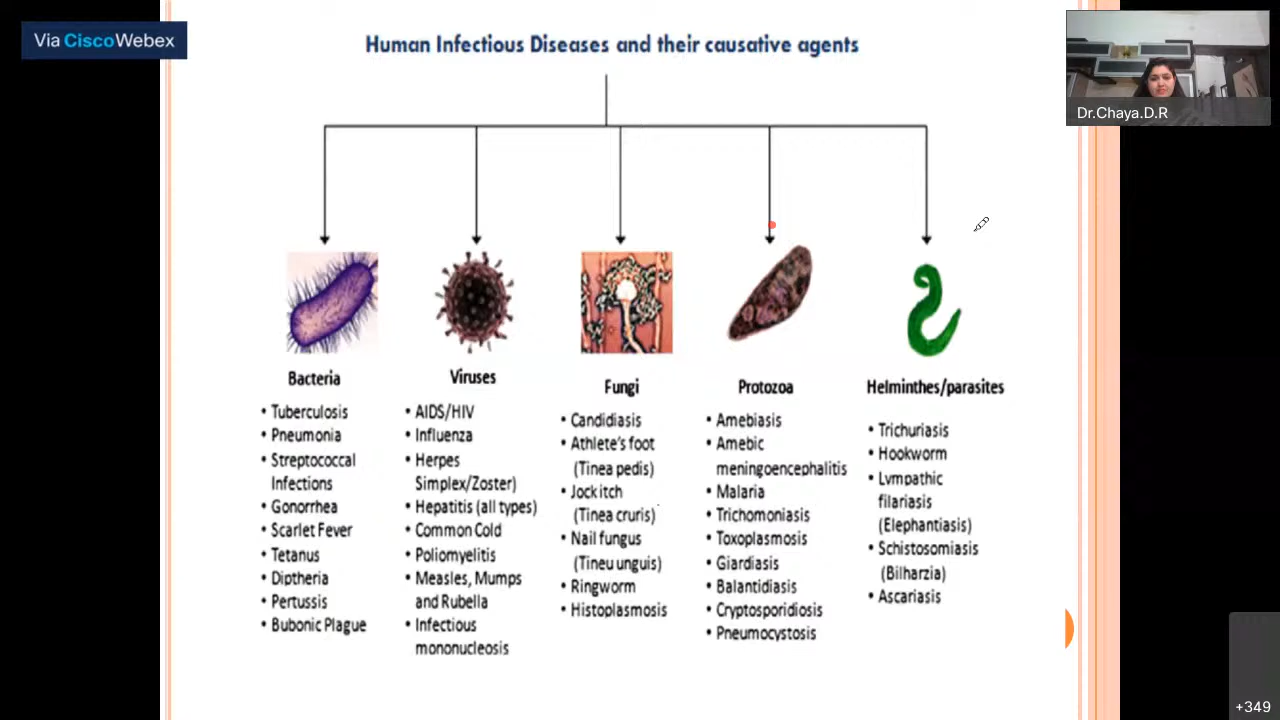 Via Cisco Webex
Human Infectious Diseases and their causative agents
Dr.Chaya.D.R
Bacteria
• Tuberculosis
• Pneumonia
• Streptococcal
Infections
• Gonorrhea
• Scarlet Fever
• Tetanus
• Diptheria
• Pertussis
• Bubonic Plague
Viruses
• AIDS/HIV
• Influenza
• Herpes
Simplex/Zoster)
• Hepatitis (all types)
• Common Cold
• Poliomyelitis
• Measles, Mumps
and Rubella
• Infectious
mononucleosis
Fungi
• Candidiasis
• Athlete's foot
(Tinea pedis)
• Jock itch
(Tinea cruris)
• Nail fungus
(Tineu unguis)
• Ringworm
• Histoplasmosis
Protozoa
• Amebiasis
• Amebic
meningoencephalitis
• Malaria
• Trichomoniasis
• Toxoplasmosis
• Giardiasis
• Balantidiasis
• Cryptosporidiosis
• Pneumocystosis
Helminthes/parasites
• Trichuriasis
• Hookworm
• Lvmpathic
filariasis
(Elephantiasis)
• Schistosomiasis
(Bilharzia)
• Ascariasis
+349